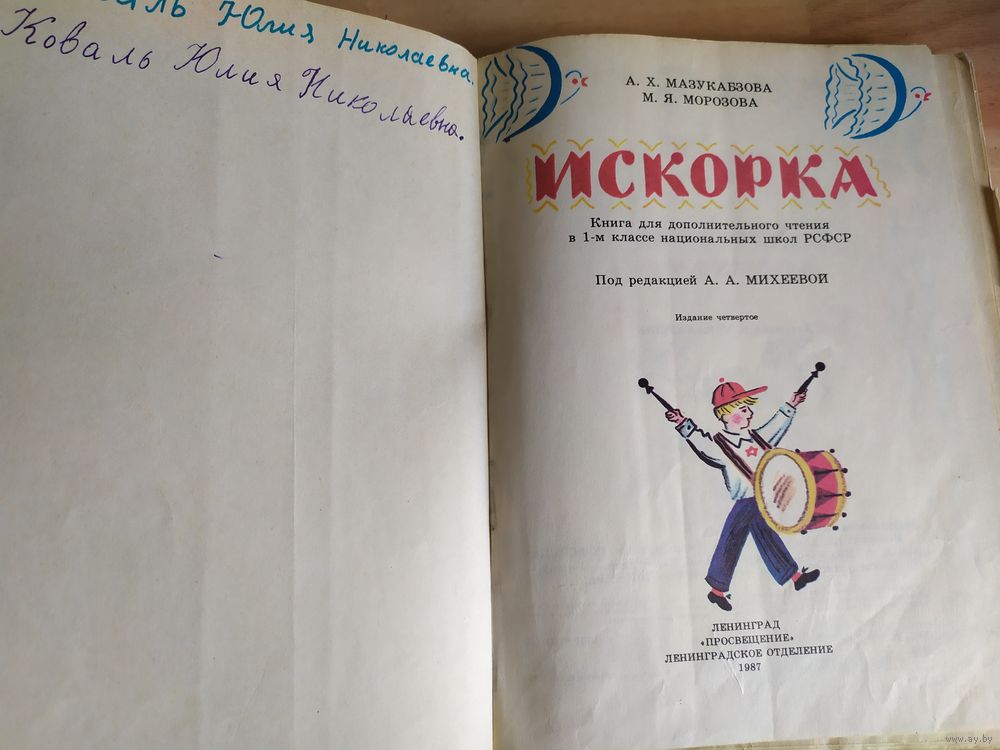 Юлия Николаевна.
Коваль Юлия Николаевна.
А. Х. МАЗУКАБЗОВА
М. Я. МОРОЗОВА
ИСКОРКА
Книга для дополнительного чтения
в 1-м классе национальных школ РСФСР
Под редакцией А. А. МИХЕЕВОЙ
Издание четвертое
ЛЕНИНГРАД
«ПРОСВЕЩЕНИЕ»
ЛЕНИНГРАДСКОЕ ОТДЕЛЕНИЕ
1987
www.ay.by